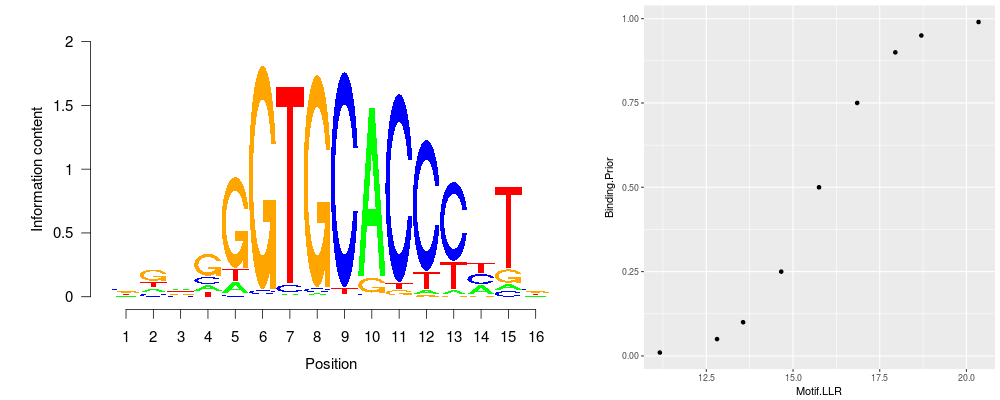 2
1.5
1
0.5
0
Information content
G T G C A C C C T
1 2 3 4 5 6 7 8 9 10 11 12 13 14 15 16
Position
1.00
0.75
0.50
0.25
0.00
Binding.Prior
12.5 15.0 17.5 20.0
Motif.LLR